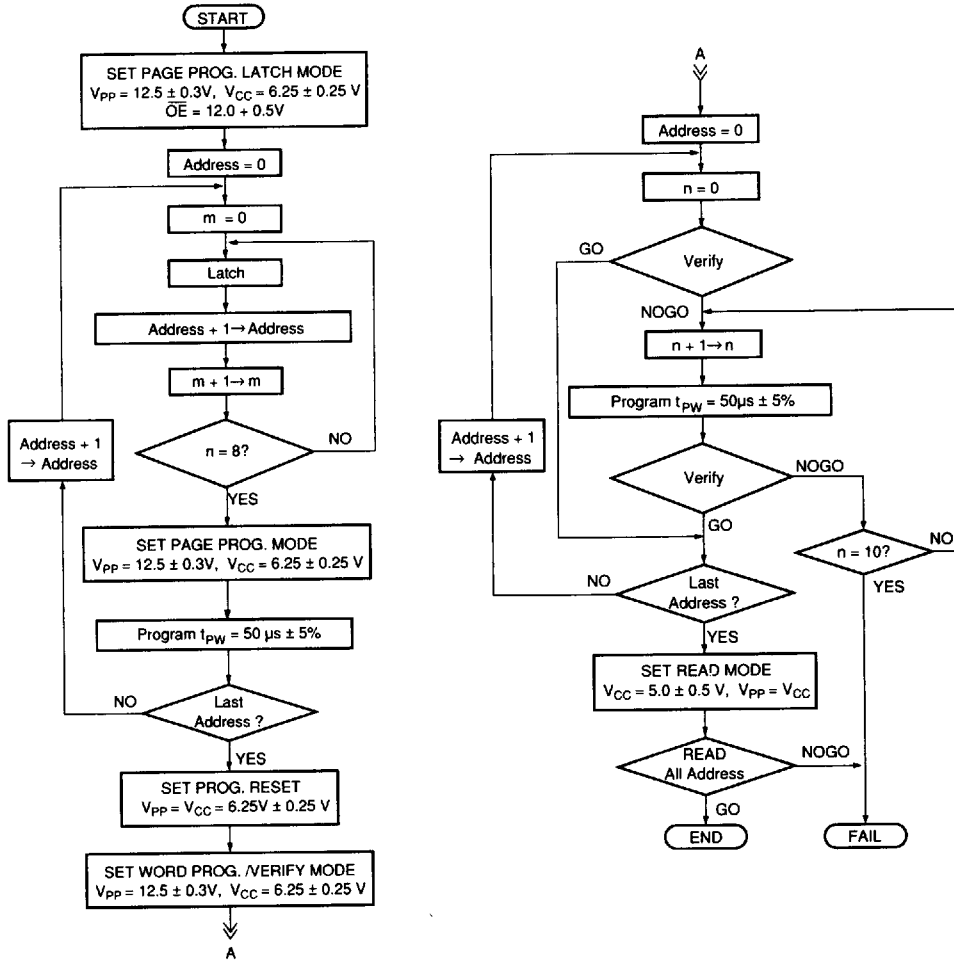 START
SET PAGE PROG. LATCH MODE
VPP = 12.5 ± 0.3V, VCC = 6.25 ± 0.25 V
OE = 12.0 + 0.5V
Address = 0
m = 0
Latch
Address + 1→Address
m + 1→m
Address + 1
→ Address
n = 8?
NO
YES
SET PAGE PROG. MODE
VPP = 12.5 ± 0.3V, VCC = 6.25 ± 0.25 V
Program tPW = 50 µs ± 5%
NO
Last
Address ?
YES
SET PROG. RESET
VPP = VCC = 6.25V ± 0.25 V
SET WORD PROG. /VERIFY MODE
VPP = 12.5 ± 0.3V, VCC = 6.25 ± 0.25 V
A
A
Address = 0
n = 0
GO
Verify
NOGO
n + 1→n
Program tPW = 50µs ± 5%
Address + 1
→ Address
Verify
NOGO
GO
n = 10?
NO
YES
NO
Last
Address ?
YES
SET READ MODE
VCC = 5.0 ± 0.5 V, VPP = VCC
READ
All Address
NOGO
GO
END
FAIL